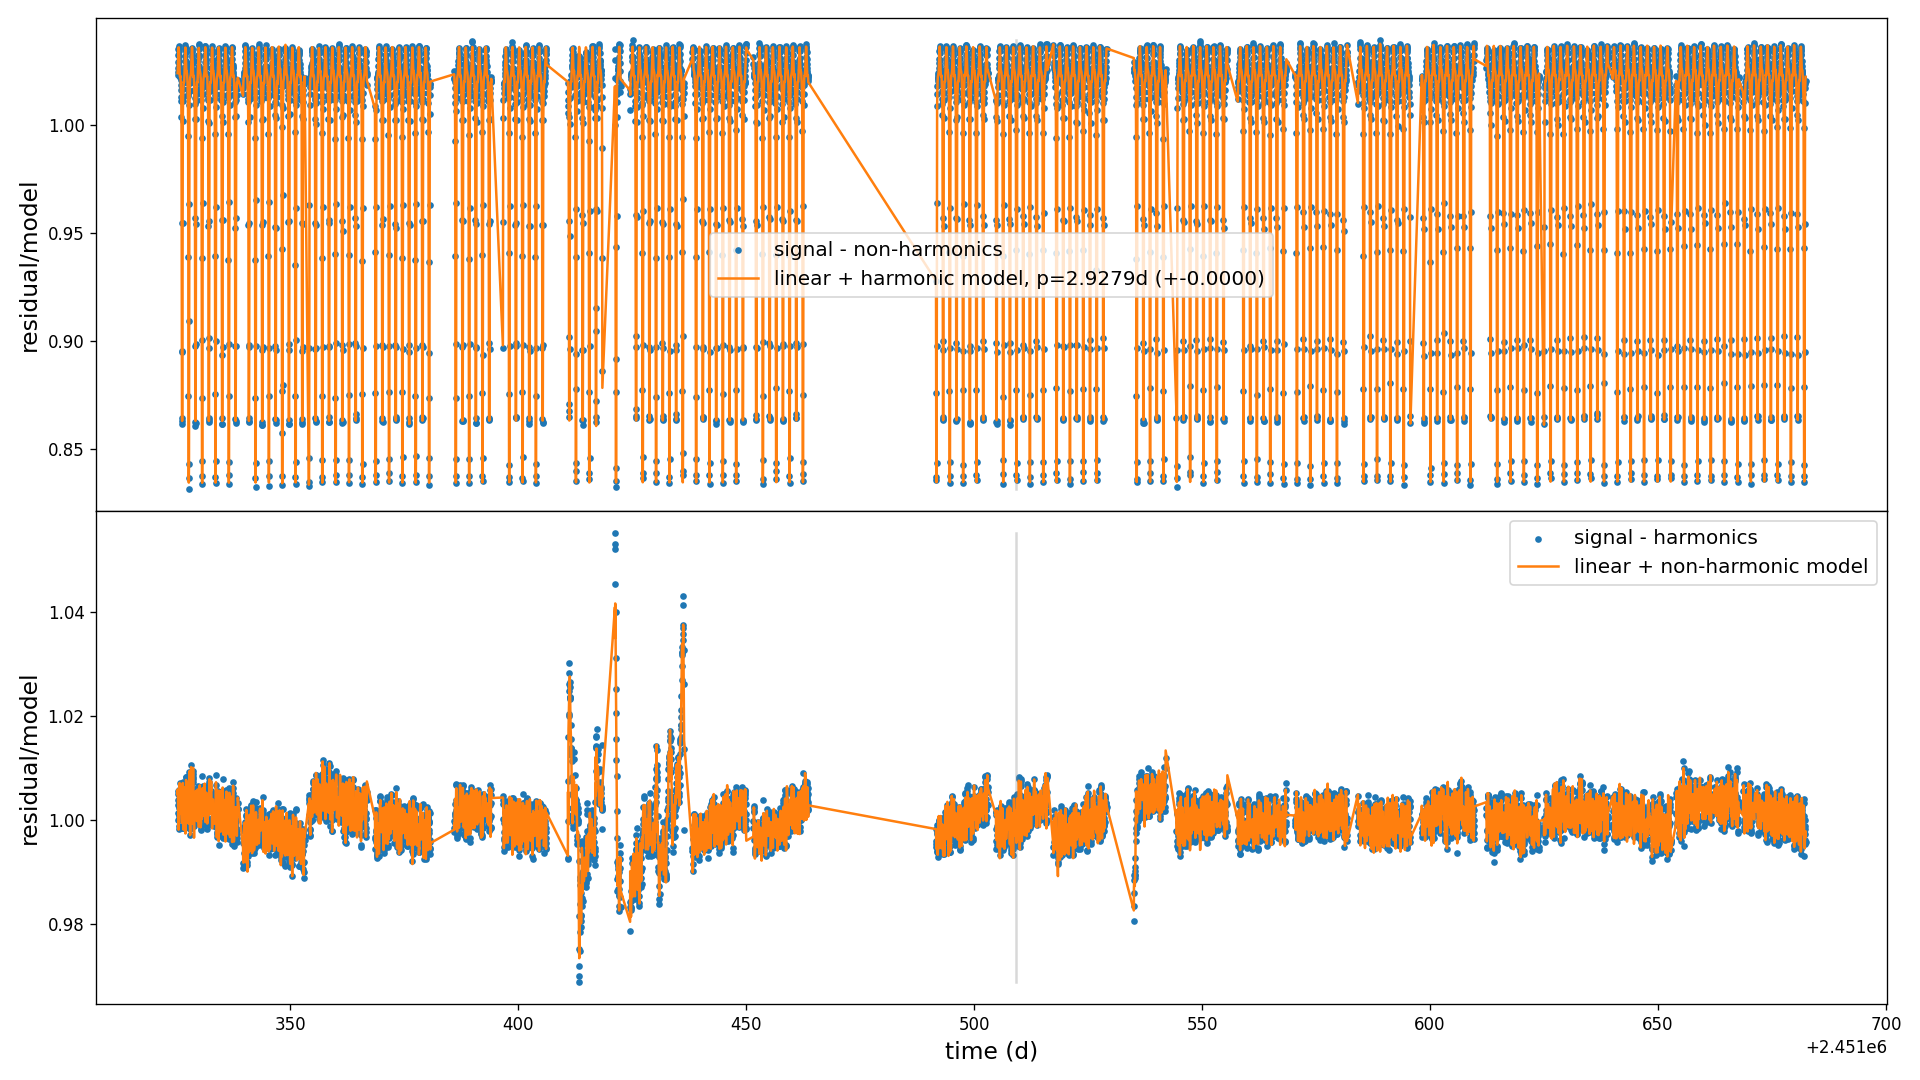 1.00
0.95
0.90
0.85
residual/model
signal - non-harmonics
linear + harmonic model, p=2.9279d (+-0.0000)
1.04
1.02
1.00
0.98
residual/model
signal - harmonics
linear + non-harmonic model
350 400 450 500 550 600 650 700
time (d)
+2.451e6